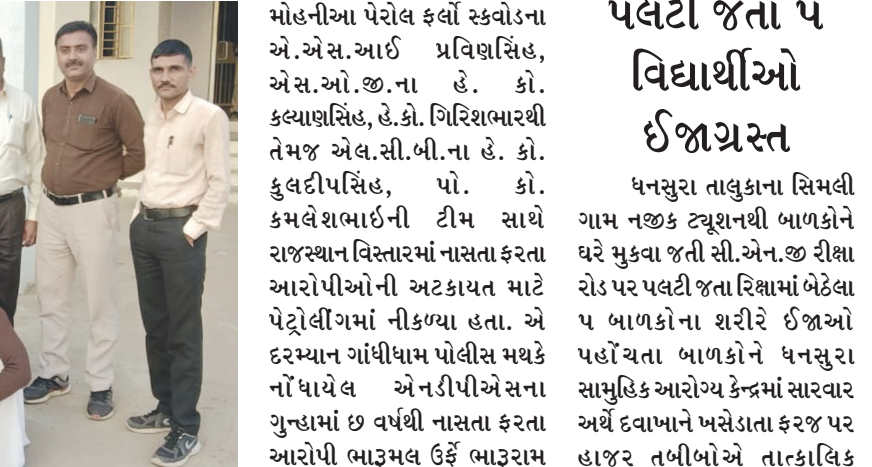 મોહનીઆ પેરોલ ફર્લો સ્કવોડના
એ.એસ.આઈ પ્રવિણસિંહ,
એસ.ઓ.જી.ના હે. કો.
કલ્યાણસિંહ, હે.કો. ગિરિશભારથી
તેમજ એલ.સી.બી.ના હે. કો.
કુલદીપસિંહ, પો. કો.
કમલેશભાઇની ટીમ સાથે
રાજસ્થાન વિસ્તારમાં નાસતા ફરતા
આરોપીઓની અટકાયત માટે
પેટ્રોલીંગમાં નીકળ્યા હતા. એ
દરમ્યાન ગાંધીધામ પોલીસ મથકે
નોંધાયેલ એનડીપીએસના
ગુન્હામાં છ વર્ષથી નાસતા ફરતા
આરોપી ભારૂમલ ઉર્ફે ભારૂરામ
પલટી જતા ૫
વિદ્યાર્થીઓ
ઈજાગ્રસ્ત
ધનસુરા તાલુકાના સિમલી
ગામ નજીક ટ્યૂશનથી બાળકોને
ઘરે મુકવા જતી સી.એન.જી રીક્ષા
રોડ પર પલટી જતા રિક્ષામાં બેઠેલા
૫ બાળકોના શરીરે ઈજાઓ
પહોંચતા બાળકોને ધનસુરા
સામુહિક આરોગ્ય કેન્દ્રમાં સારવાર
અર્થે દવાખાને ખસેડાતા ફરજ પર
હાજર તબીબોએ તાત્કાલિક